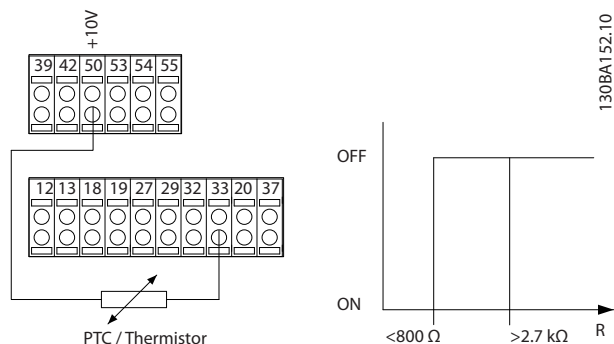 +10V
39 42 50 53 54 55
12 13 18 19 27 29 32 33 20 37
PTC / Thermistor
130BA152.10
OFF
ON
<800 Ω >2.7 kΩ R